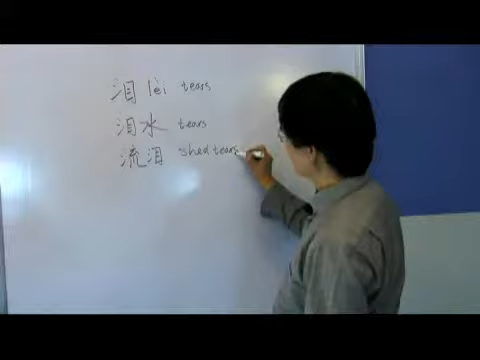 泪 lèi tears
泪水 tears
流泪 shed tears